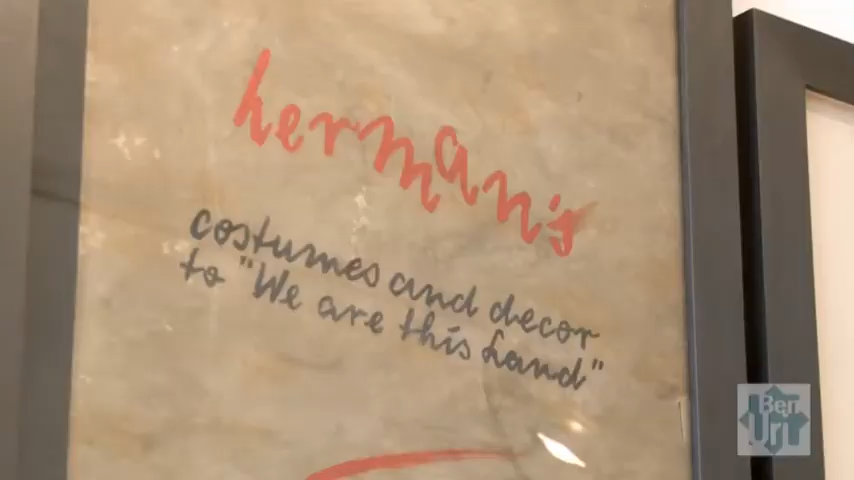 herman's
costumes and decor
to "We are this Land"
Ben
Uri